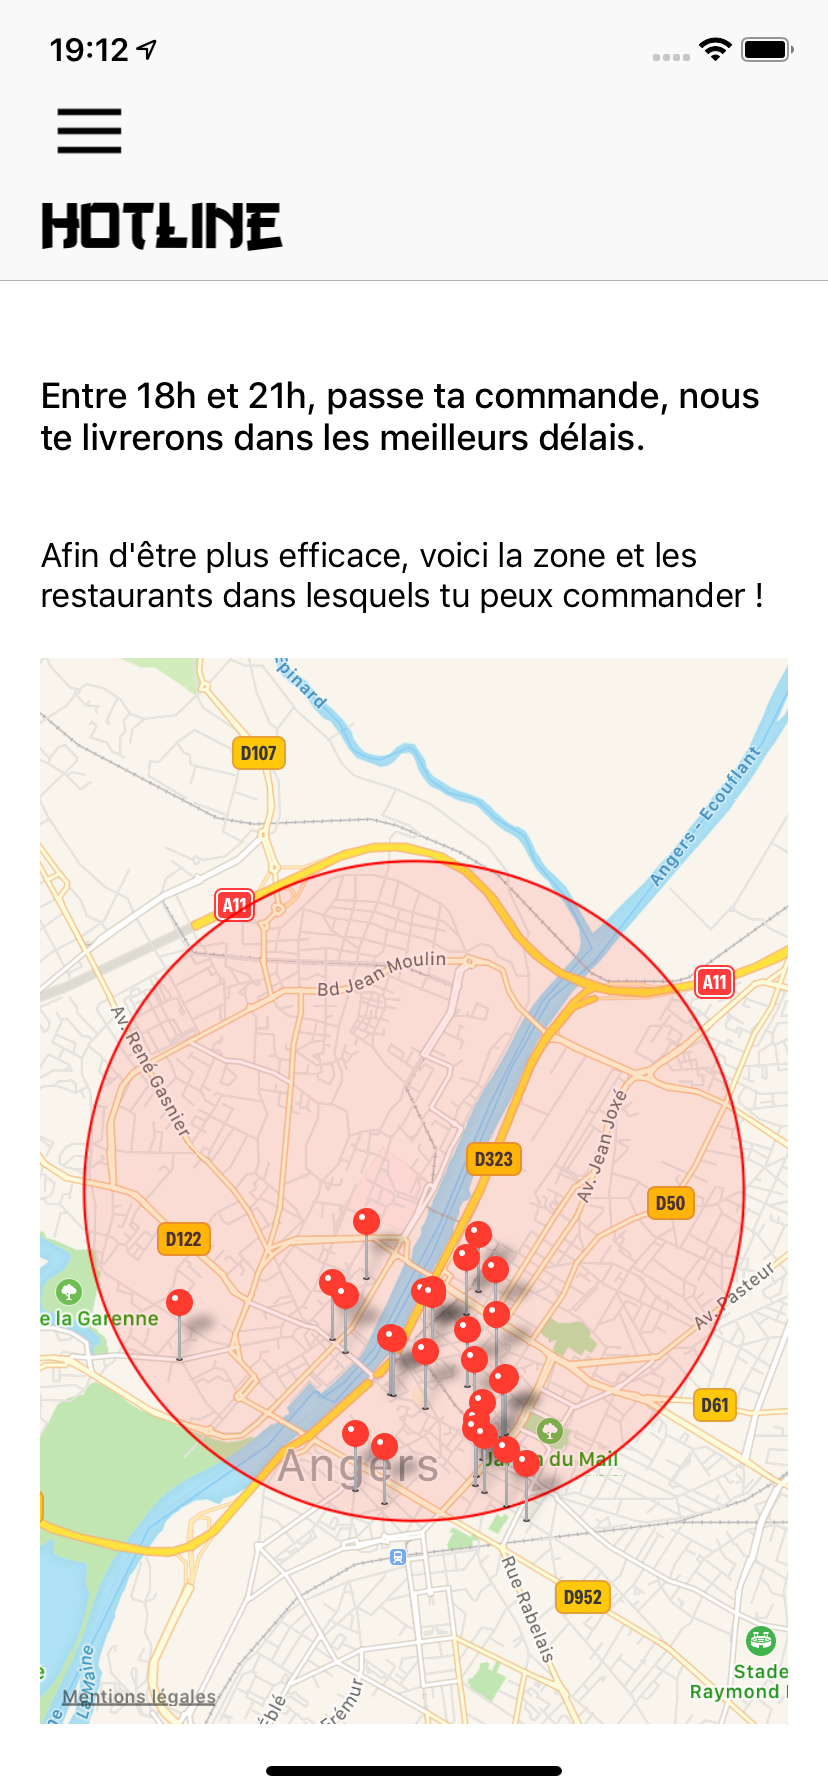 19:12
HOTLINE
Entre 18h et 21h, passe ta commande, nous
te livrerons dans les meilleurs délais.
Afin d'être plus efficace, voici la zone et les
restaurants dans lesquels tu peux commander !
pinard
D107
Angers - Ecouflant
A11
Bd Jean Moulin
A11
Av. René Gasnier
Av. Jean Joxé
D323
D50
D122
Av. Pasteur
e la Garenne
D61
Angers
du Mail
Rue Rabelais
D952
Stade
Raymond
La Maine
Mentions légales